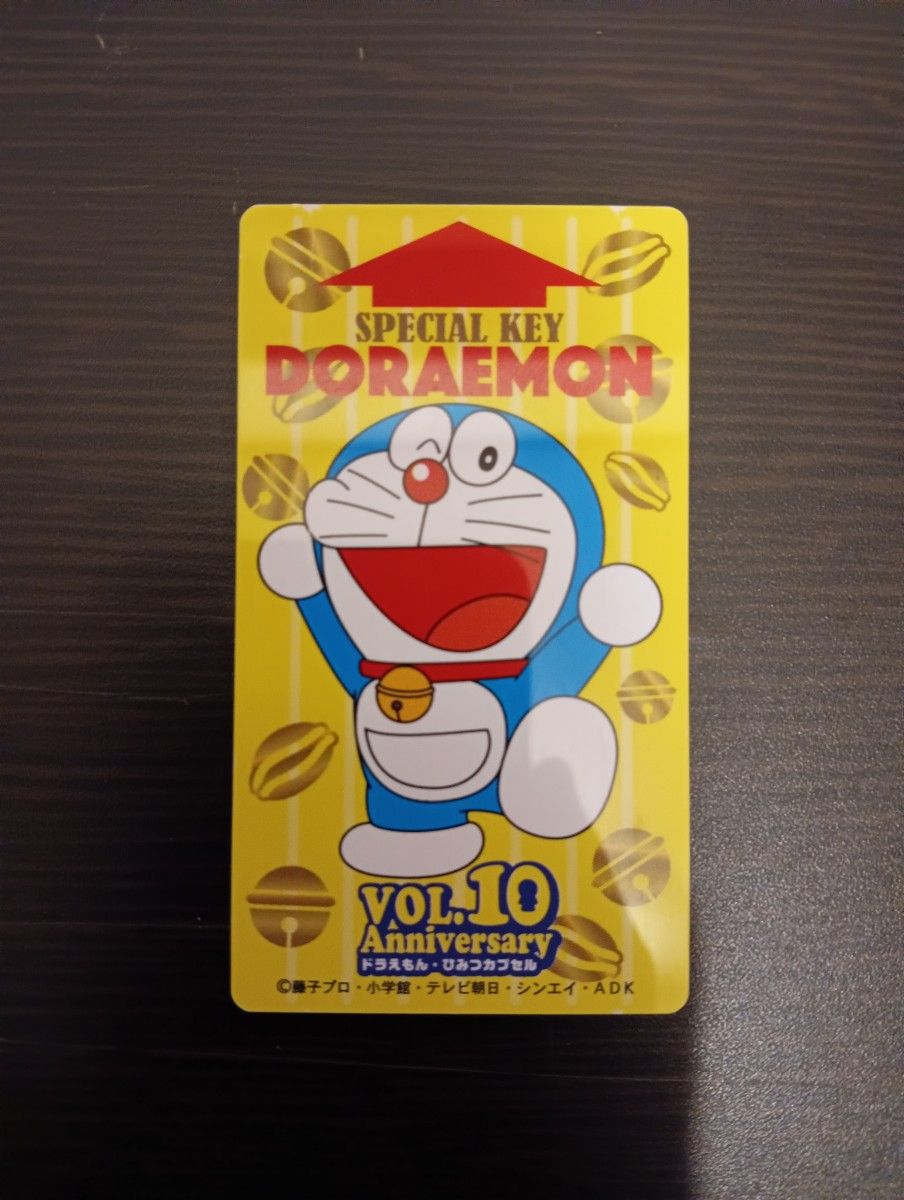 SPECIAL KEY
DORAEMON
VOL.10
Anniversary
ドラえもん・ひみつカプセル
©藤子プロ・小学館・テレビ朝日・シンエイ・ADK